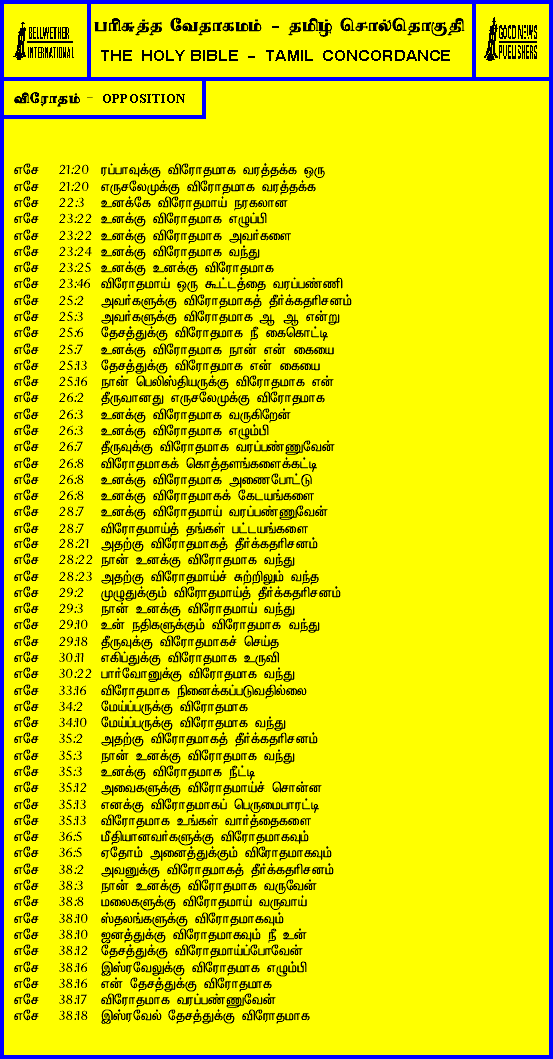 BELLWETHER
INTERNATIONAL
பரிசுத்த வேதாகமம் - தமிழ் சொல்தொகுதி
THE HOLY BIBLE - TAMIL CONCORDANCE
GOOD NEWS
PUBLISHERS
விரோதம் - OPPOSITION
எசே 21:20 ரப்பாவுக்கு விரோதமாக வரத்தக்க ஒரு
எசே 21:20 எருசலேமுக்கு விரோதமாக வரத்தக்க
எசே 22:3 உனக்கே விரோதமாய் நரகலான
எசே 23:22 உனக்கு விரோதமாக எழுப்பி
எசே 23:22 உனக்கு விரோதமாக அவர்களை
எசே 23:24 உனக்கு விரோதமாக வந்து
எசே 23:25 உனக்கு உனக்கு விரோதமாக
எசே 23:46 விரோதமாய் ஒரு கூட்டத்தை வரப்பண்ணி
எசே 25:2 அவர்களுக்கு விரோதமாகத் தீர்க்கதரிசனம்
எசே 25:3 அவர்களுக்கு விரோதமாக ஆ ஆ என்று
எசே 25:6 தேசத்துக்கு விரோதமாக நீ கைகொட்டி
எசே 25:7 உனக்கு விரோதமாக நான் என் கையை
எசே 25:13 தேசத்துக்கு விரோதமாக என் கையை
எசே 25:16 நான் பெலிஸ்தியருக்கு விரோதமாக என்
எசே 26:2 தீருவானது எருசலேமுக்கு விரோதமாக
எசே 26:3 உனக்கு விரோதமாக வருகிறேன்
எசே 26:3 உனக்கு விரோதமாக எழும்பி
எசே 26:7 தீருவுக்கு விரோதமாக வரப்பண்ணுவேன்
எசே 26:8 விரோதமாகக் கொத்தளங்களைக்கட்டி
எசே 26:8 உனக்கு விரோதமாக அணைபோட்டு
எசே 26:8 உனக்கு விரோதமாகக் கேடயங்களை
எசே 28:7 உனக்கு விரோதமாய் வரப்பண்ணுவேன்
எசே 28:7 விரோதமாய்த் தங்கள் பட்டயங்களை
எசே 28:21 அதற்கு விரோதமாகத் தீர்க்கதரிசனம்
எசே 28:22 நான் உனக்கு விரோதமாக வந்து
எசே 28:23 அதற்கு விரோதமாய்ச் சுற்றிலும் வந்த
எசே 29:2 முழுதுக்கும் விரோதமாய்த் தீர்க்கதரிசனம்
எசே 29:3 நான் உனக்கு விரோதமாய் வந்து
எசே 29:10 உன் நதிகளுக்கும் விரோதமாக வந்து
எசே 29:18 தீருவுக்கு விரோதமாகச் செய்த
எசே 30:11 எகிப்துக்கு விரோதமாக உருவி
எசே 30:22 பார்வோனுக்கு விரோதமாக வந்து
எசே 33:16 விரோதமாக நினைக்கப்படுவதில்லை
எசே 34:2 மேய்ப்பருக்கு விரோதமாக
எசே 34:10 மேய்ப்பருக்கு விரோதமாக வந்து
எசே 35:2 அதற்கு விரோதமாகத் தீர்க்கதரிசனம்
எசே 35:3 நான் உனக்கு விரோதமாக வந்து
எசே 35:3 உனக்கு விரோதமாக நீட்டி
எசே 35:12 அவைகளுக்கு விரோதமாய்ச் சொன்ன
எசே 35:13 எனக்கு விரோதமாகப் பெருமைபாரட்டி
எசே 35:13 விரோதமாக உங்கள் வார்த்தைகளை
எசே 36:5 மீதியானவர்களுக்கு விரோதமாகவும்
எசே 36:5 ஏதோம் அனைத்துக்கும் விரோதமாகவும்
எசே 38:2 அவனுக்கு விரோதமாகத் தீர்க்கதரிசனம்
எசே 38:3 நான் உனக்கு விரோதமாக வருவேன்
எசே 38:8 மலைகளுக்கு விரோதமாய் வருவாய்
எசே 38:10 ஸ்தலங்களுக்கு விரோதமாகவும்
எசே 38:10 ஜனத்துக்கு விரோதமாகவும் நீ உன்
எசே 38:12 தேசத்துக்கு விரோதமாய்ப்போவேன்
எசே 38:16 இஸ்ரவேலுக்கு விரோதமாக எழும்பி
எசே 38:16 என் தேசத்துக்கு விரோதமாக
எசே 38:17 விரோதமாக வரப்பண்ணுவேன்
எசே 38:18 இஸ்ரவேல் தேசத்துக்கு விரோதமாக